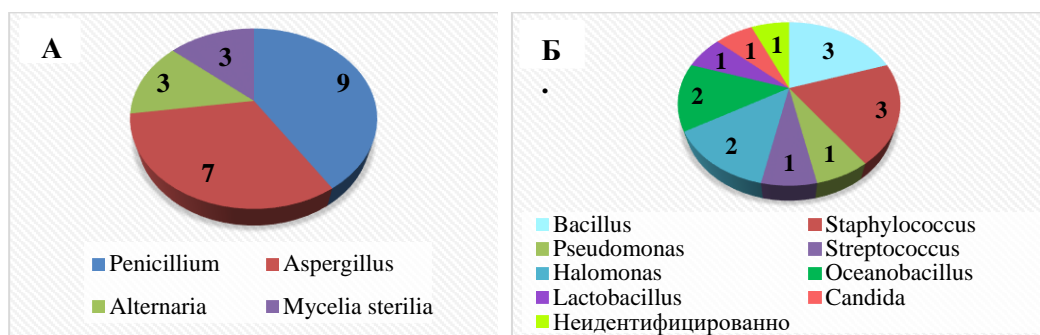 А
3
9
3
7
Penicillium Aspergillus
Alternaria Mycelia sterilia
Б
.
1
1
1
3
2
3
2
1
1
Bacillus Staphylococcus
Pseudomonas Streptococcus
Halomonas Oceanobacillus
Lactobacillus Candida
Неидентифицированно